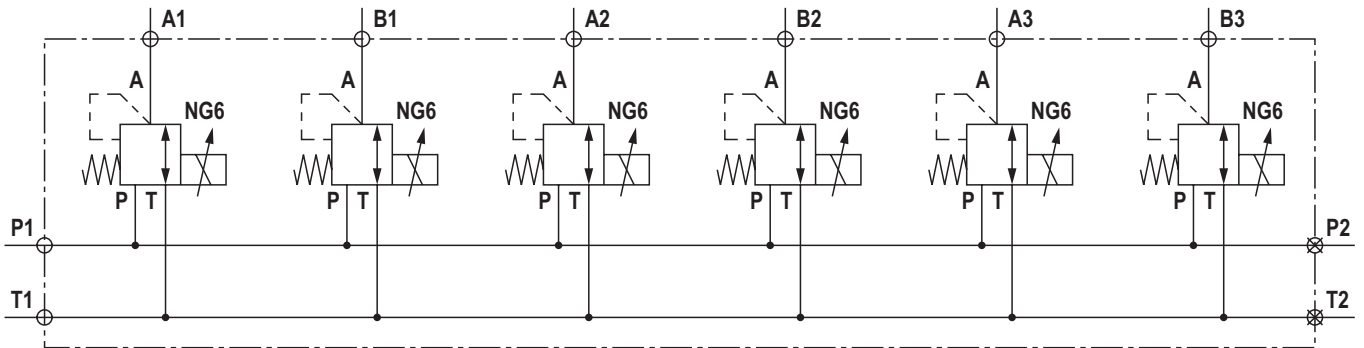 A1 B1 A2 B2 A3 B3
A A A A A A
NG6 NG6 NG6 NG6 NG6 NG6
P T P T P T P T P T P T
P1 P2
T1 T2